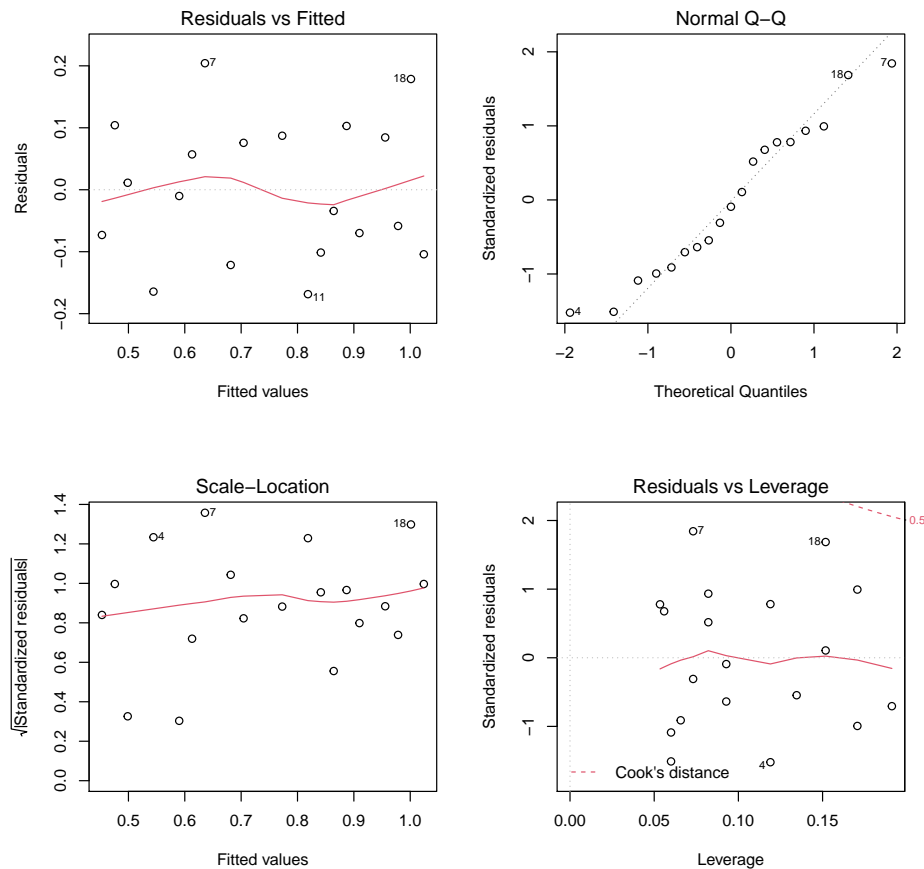 Residuals vs Fitted
0.2
0.1
0.0
−0.1
−0.2
Residuals
7
18
11
0.5 0.6 0.7 0.8 0.9 1.0
Fitted values
Normal Q−Q
2
1
0
−1
Standardized residuals
7
18
4
−2 −1 0 1 2
Theoretical Quantiles
Scale−Location
1.4
1.2
1.0
0.8
0.6
0.4
0.2
0.0
√|Standardized residuals|
7
18
4
0.5 0.6 0.7 0.8 0.9 1.0
Fitted values
Residuals vs Leverage
2
1
0
−1
Standardized residuals
0.5
7
18
4
Cook's distance
0.00 0.05 0.10 0.15
Leverage